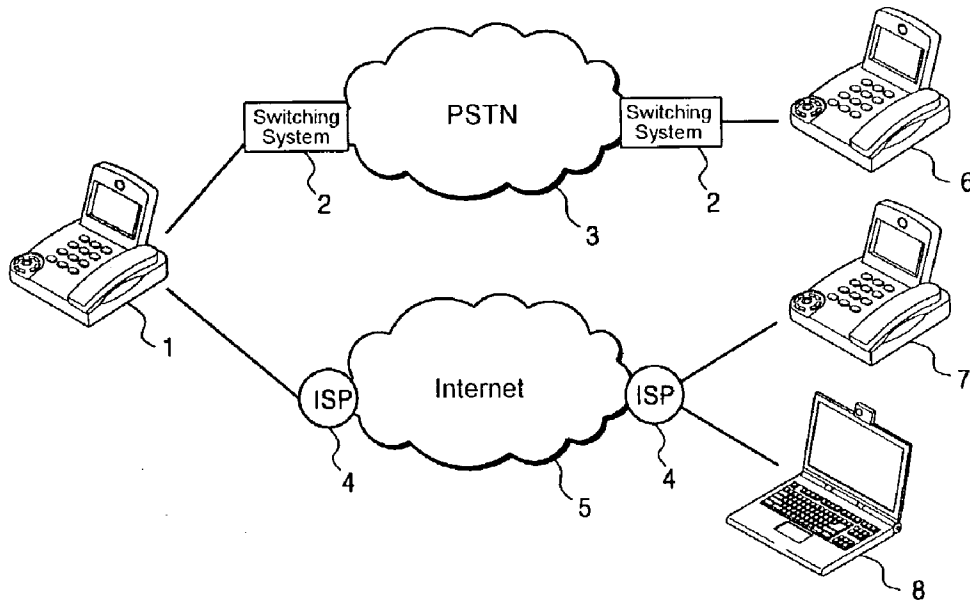 Switching
System
PSTN
Switching
System
2
2
3
6
1
ISP
Internet
ISP
4
5
4
7
8